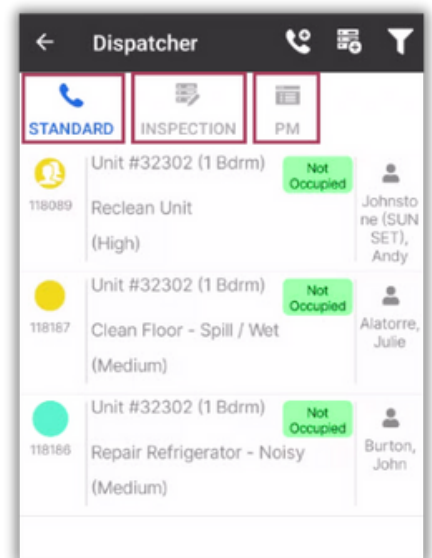 Dispatcher
STANDARD INSPECTION PM
Unit #32302 (1 Bdrm)
Not
Occupied
118089
Reclean Unit
(High)
Johnsto
ne (SUN
SET),
Andy
Unit #32302 (1 Bdrm)
Not
Occupied
118187
Clean Floor - Spill / Wet
(Medium)
Alatorre,
Julie
Unit #32302 (1 Bdrm)
Not
Occupied
118186
Repair Refrigerator - Noisy
(Medium)
Burton,
John